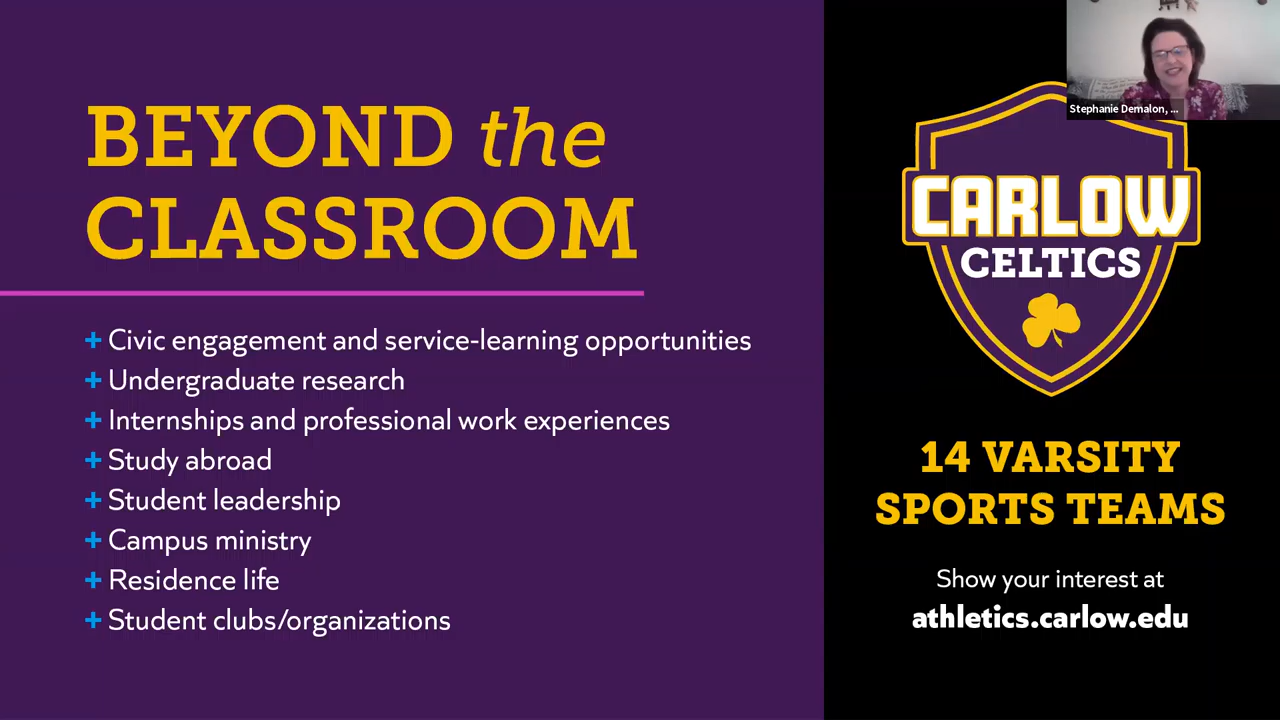 BEYOND the
CLASSROOM
+ Civic engagement and service-learning opportunities
+ Undergraduate research
+ Internships and professional work experiences
+ Study abroad
+ Student leadership
+ Campus ministry
+ Residence life
+ Student clubs/organizations
Stephanie Demalon, ...
CARLOW
CELTICS
14 VARSITY
SPORTS TEAMS
Show your interest at
athletics.carlow.edu